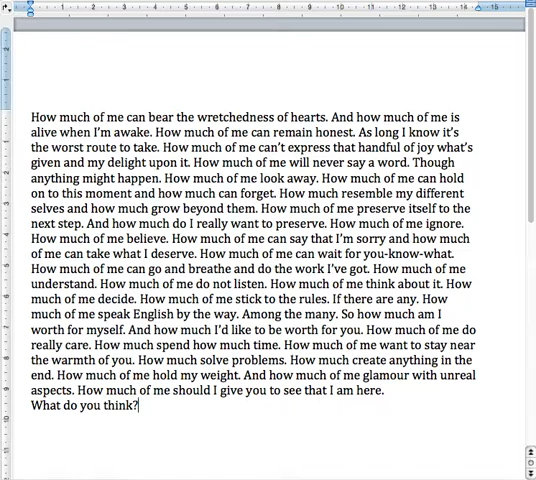 1 2 3 4 5 6 7 8 9 10 11 12 13 14 15
How much of me can bear the wretchedness of hearts. And how much of me is
alive when I'm awake. How much of me can remain honest. As long I know it's
the worst route to take. How much of me can't express that handful of joy what's
given and my delight upon it. How much of me will never say a word. Though
anything might happen. How much of me look away. How much of me can hold
on to this moment and how much can forget. How much resemble my different
selves and how much grow beyond them. How much of me preserve itself to the
next step. And how much do I really want to preserve. How much of me ignore.
How much of me believe. How much of me can say that I'm sorry and how much
of me can take what I deserve. How much of me can wait for you-know-what.
How much of me can go and breathe and do the work I've got. How much of me
understand. How much of me do not listen. How much of me think about it. How
much of me decide. How much of me stick to the rules. If there are any. How
much of me speak English by the way. Among the many. So how much am I
worth for myself. And how much I'd like to be worth for you. How much of me do
really care. How much spend how much time. How much of me want to stay near
the warmth of you. How much solve problems. How much create anything in the
end. How much of me hold my weight. And how much of me glamour with unreal
aspects. How much of me should I give you to see that I am here.
What do you think?